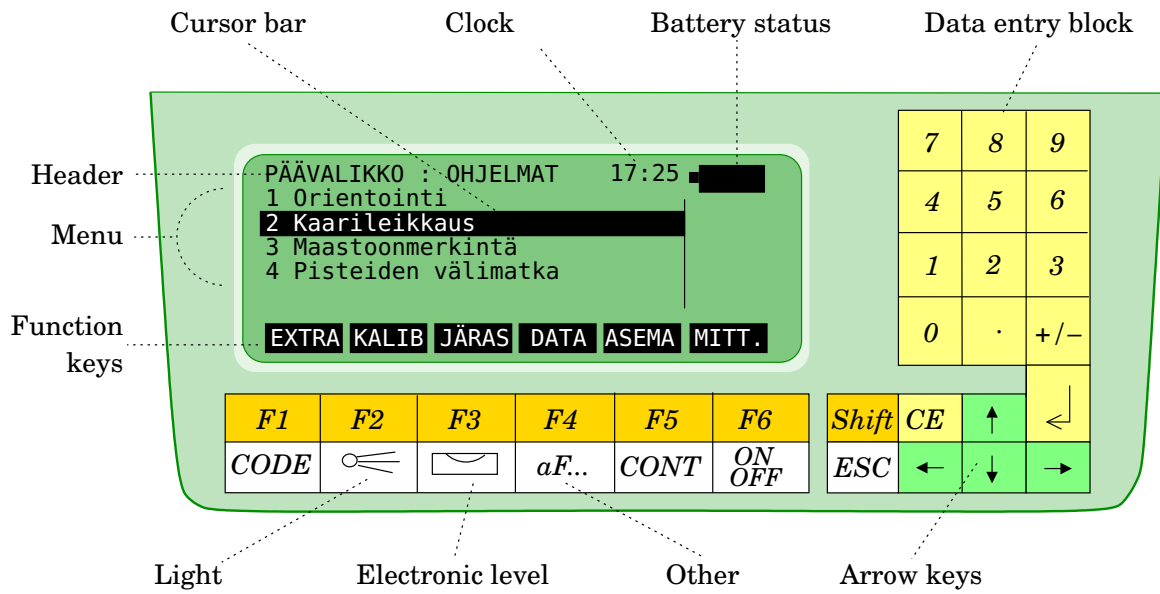 Cursor bar Clock Battery status Data entry block
7 8 9
Header PÄÄVALIKKO : OHJELMAT 17:25
1 Orientointi
4 5 6
2 Kaarileikkaus
Menu
3 Maastoonmerkintä
4 Pisteiden välimatka
1 2 3
Function
keys
EXTRA KALIB JÄRAS DATA ASEMA MITT.
0 . +/−
F1 F2 F3 F4 F5 F6 Shift CE ↑ ↵
CODE aF... CONT ON
OFF
ESC ← ↓ →
Light Electronic level Other Arrow keys